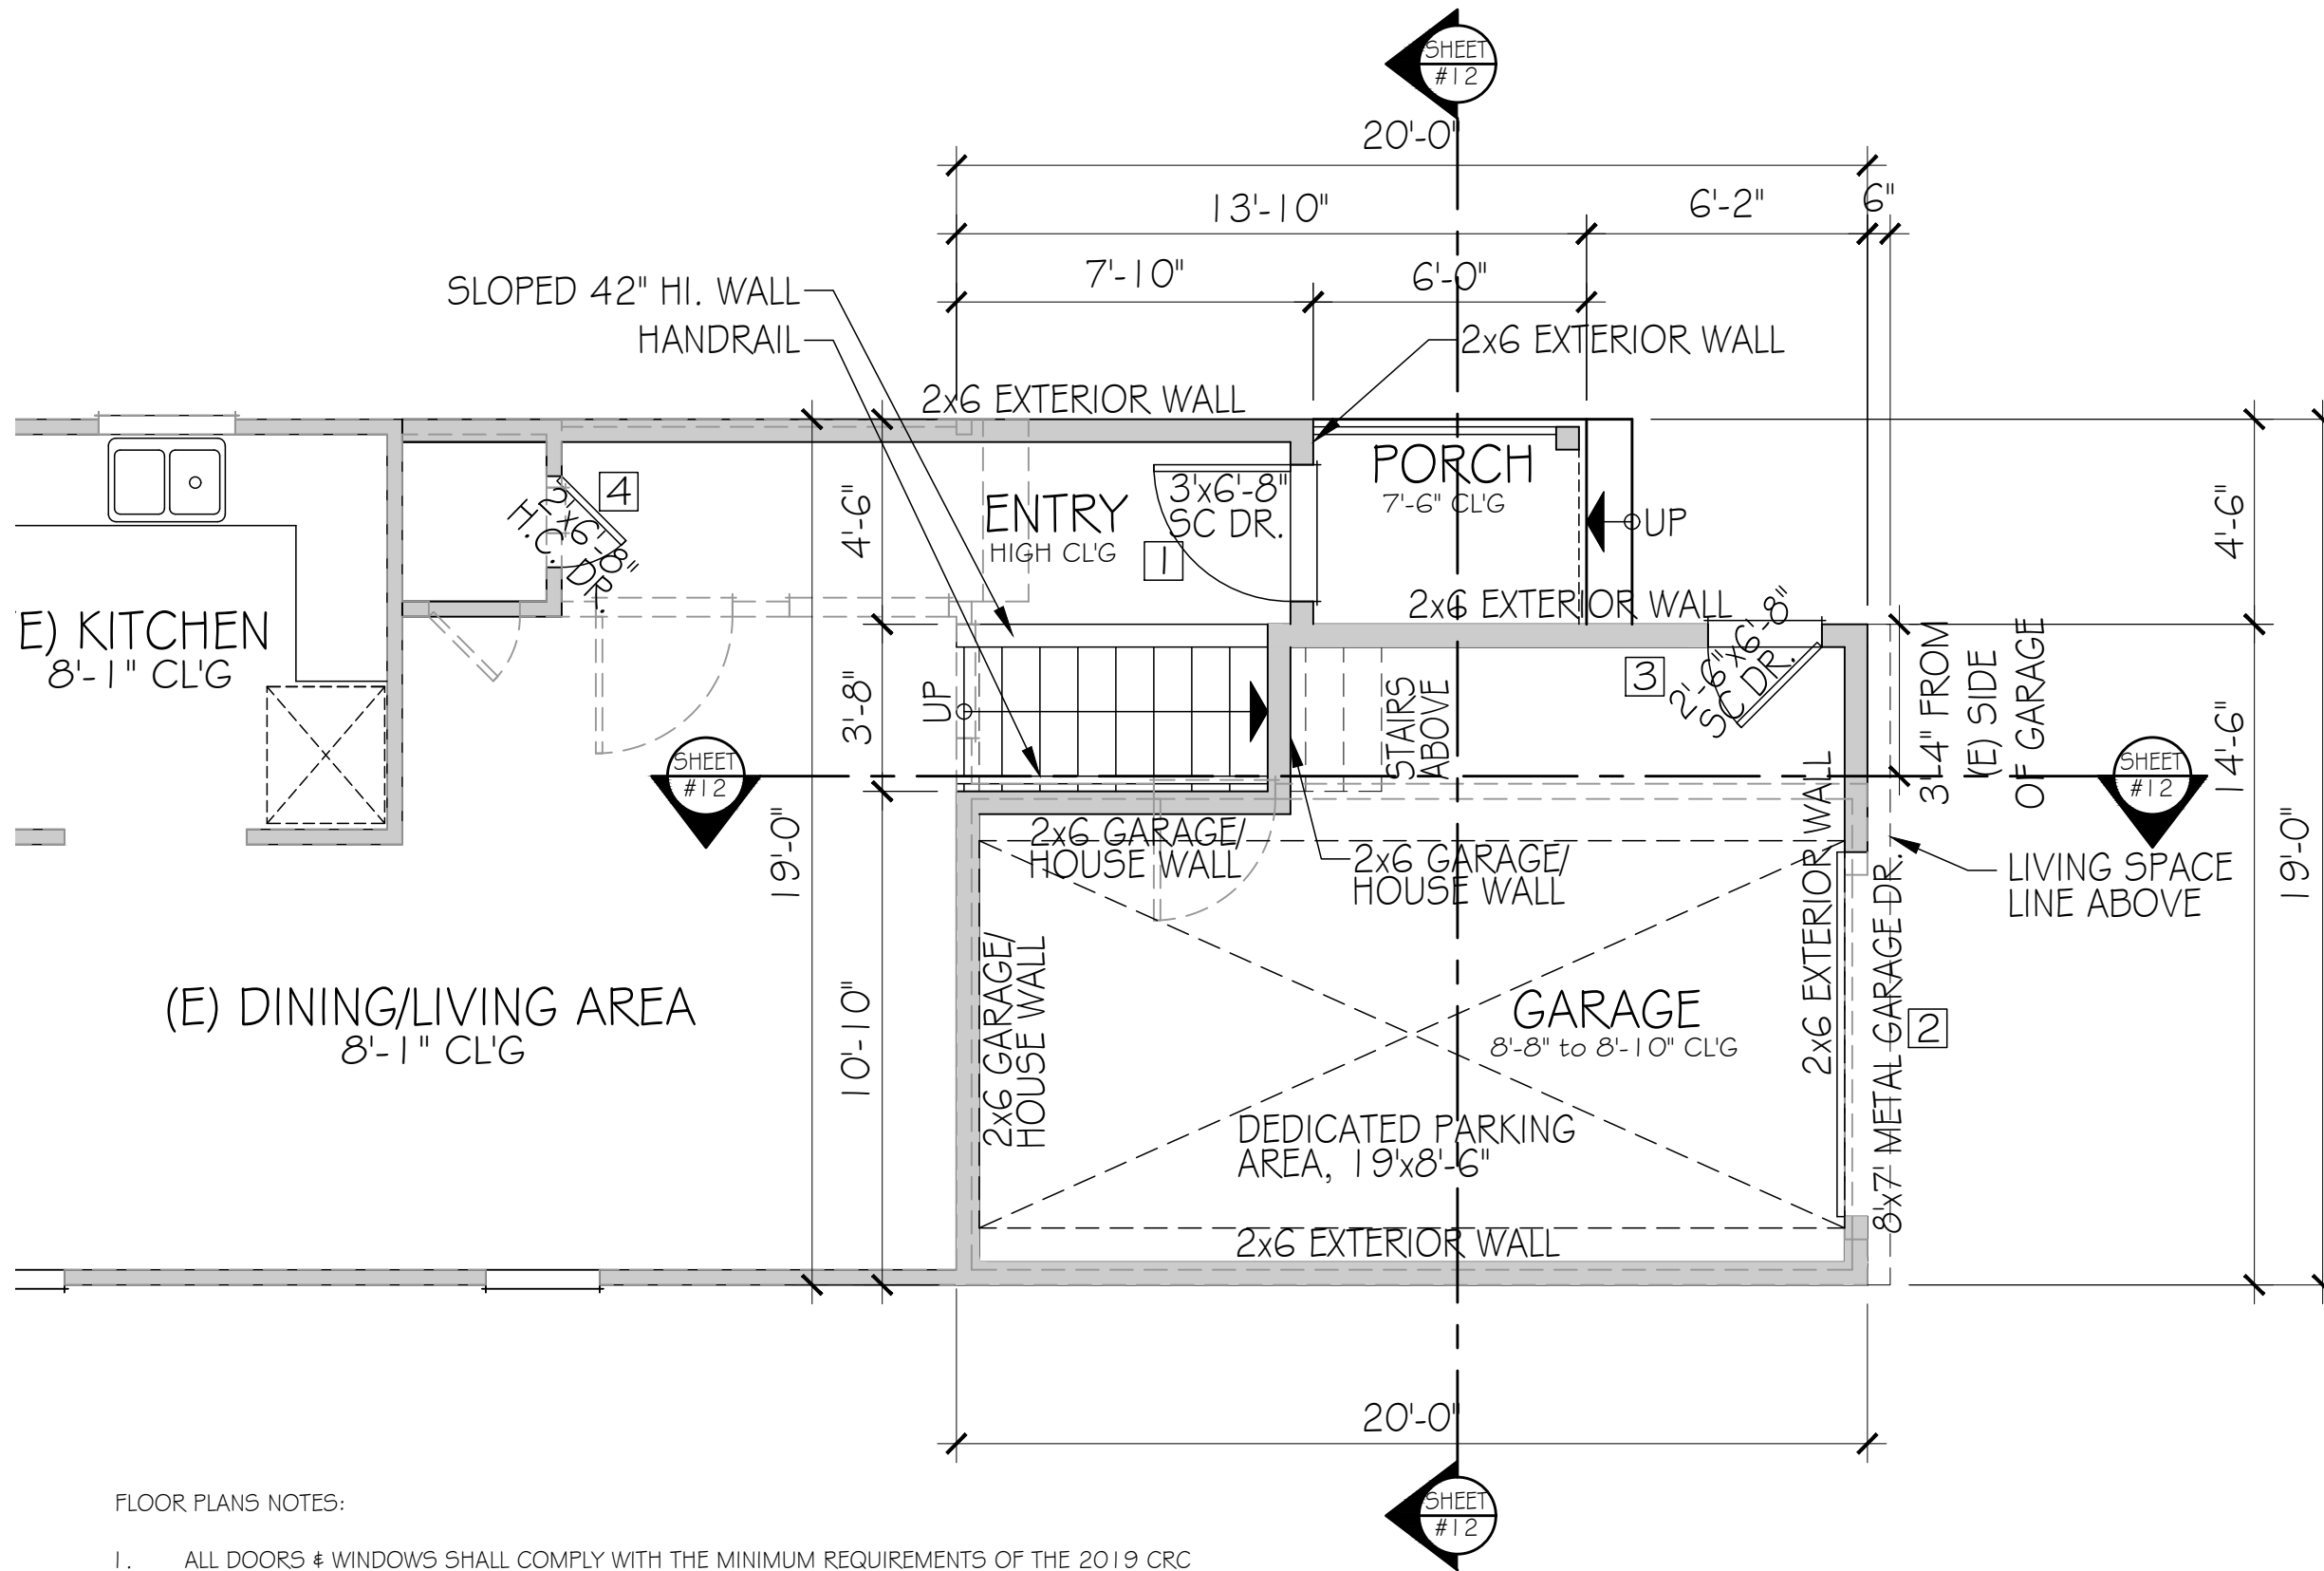 SHEET
#12
20'-0"
13'-10"
6'-2"
6"
7'-10"
6'-0"
SLOPED 42" HI. WALL
HANDRAIL
2x6 EXTERIOR WALL
2x6 EXTERIOR WALL
4
2'x6'-8"
H.C. DR.
4'-6"
ENTRY
HIGH CL'G
3'x6'-8"
SC DR.
1
PORCH
7'-6" CL'G
UP
4'-6"
2x6 EXTERIOR WALL
E) KITCHEN
8'-1" CL'G
3'-8"
UP
STAIRS
ABOVE
3
2'-6"x6'-8"
SC DR.
3'-4" FROM
(E) SIDE
OF GARAGE
14'-6"
SHEET
#12
SHEET
#12
19'-0"
2x6 GARAGE/
HOUSE WALL
2x6 GARAGE/
HOUSE WALL
2x6 EXTERIOR WALL
LIVING SPACE
LINE ABOVE
19'-0"
(E) DINING/LIVING AREA
8'-1" CL'G
10'-10"
2x6 GARAGE/
HOUSE WALL
GARAGE
8'-8" to 8'-10" CL'G
8'x7' METAL GARAGE DR.
2
DEDICATED PARKING
AREA, 19'x8'-6"
2x6 EXTERIOR WALL
20'-0"
SHEET
#12
FLOOR PLANS NOTES:
1. ALL DOORS & WINDOWS SHALL COMPLY WITH THE MINIMUM REQUIREMENTS OF THE 2019 CRC